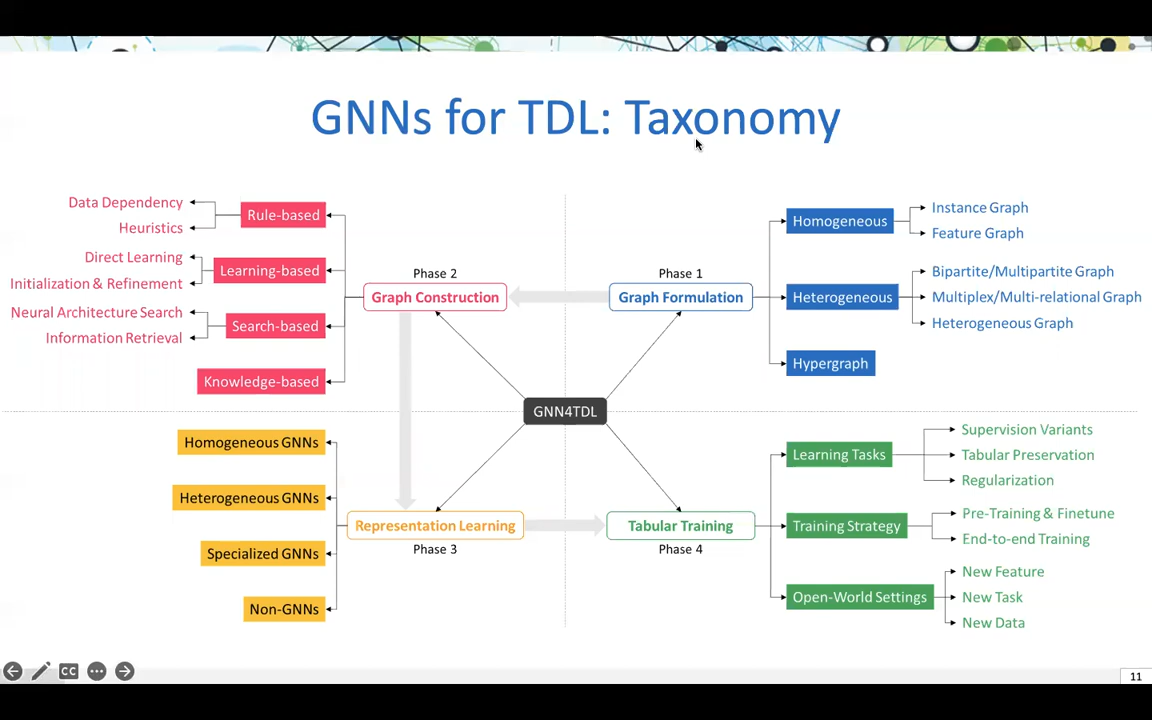 GNNs for TDL: Taxonomy
Phase 1
Graph Formulation
Homogeneous
Instance Graph
Feature Graph
Heterogeneous
Bipartite/Multipartite Graph
Multiplex/Multi-relational Graph
Heterogeneous Graph
Hypergraph
Phase 2
Graph Construction
Rule-based
Data Dependency
Heuristics
Learning-based
Direct Learning
Initialization & Refinement
Search-based
Neural Architecture Search
Information Retrieval
Knowledge-based
GNN4TDL
Representation Learning
Phase 3
Homogeneous GNNs
Heterogeneous GNNs
Specialized GNNs
Non-GNNs
Tabular Training
Phase 4
Learning Tasks
Supervision Variants
Tabular Preservation
Regularization
Training Strategy
Pre-Training & Finetune
End-to-end Training
Open-World Settings
New Feature
New Task
New Data
CC
11